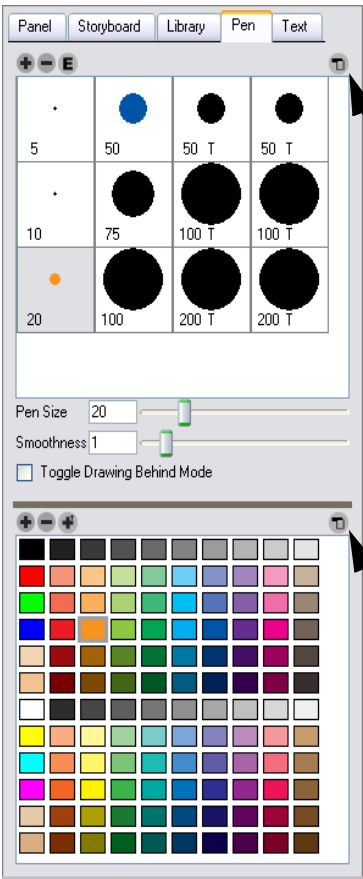 Panel Storyboard Library Pen Text
E
5 50 50 T 50 T
10 75 100 T 100 T
20 100 200 T 200 T
Pen Size 20
Smoothness 1
Toggle Drawing Behind Mode